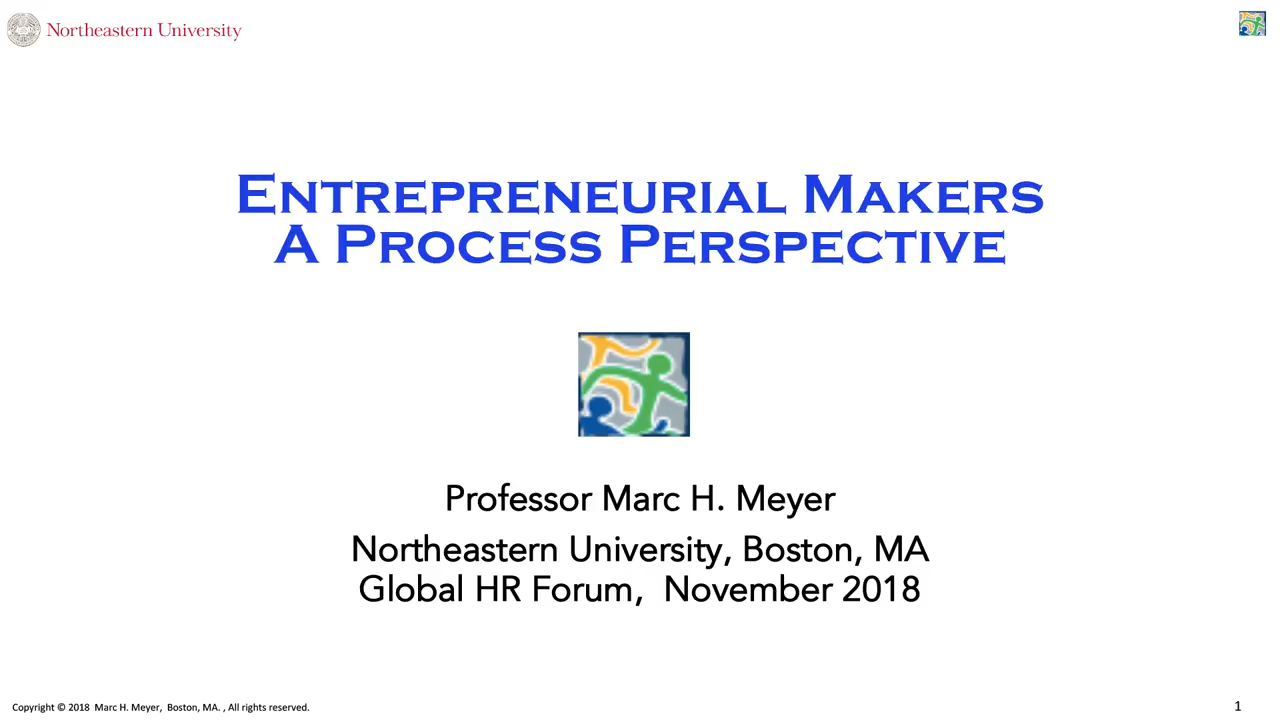 Northeastern University
Entrepreneurial Makers
A Process Perspective
Professor Marc H. Meyer
Northeastern University, Boston, MA
Global HR Forum,  November 2018
Copyright © 2018  Marc H. Meyer,  Boston, MA. , All rights reserved.
1